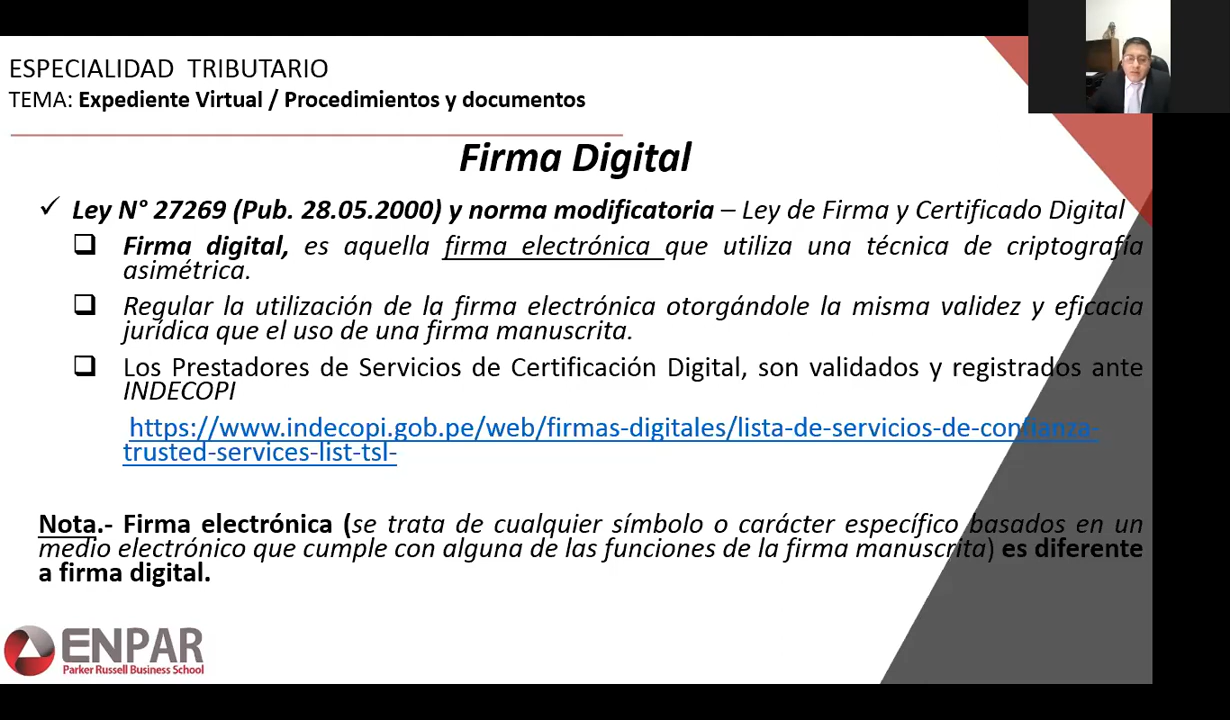 ESPECIALIDAD TRIBUTARIO
TEMA: Expediente Virtual / Procedimientos y documentos
Firma Digital
✓ Ley N° 27269 (Pub. 28.05.2000) y norma modificatoria – Ley de Firma y Certificado Digital
❑ Firma digital, es aquella firma electrónica que utiliza una técnica de criptografía
asimétrica.
❑ Regular la utilización de la firma electrónica otorgándole la misma validez y eficacia
jurídica que el uso de una firma manuscrita.
❑ Los Prestadores de Servicios de Certificación Digital, son validados y registrados ante
INDECOPI
https://www.indecopi.gob.pe/web/firmas-digitales/lista-de-servicios-de-confianza-
trusted-services-list-tsl-
Nota.- Firma electrónica (se trata de cualquier símbolo o carácter específico basados en un
medio electrónico que cumple con alguna de las funciones de la firma manuscrita) es diferente
a firma digital.
ENPAR
Parker Russell Business School